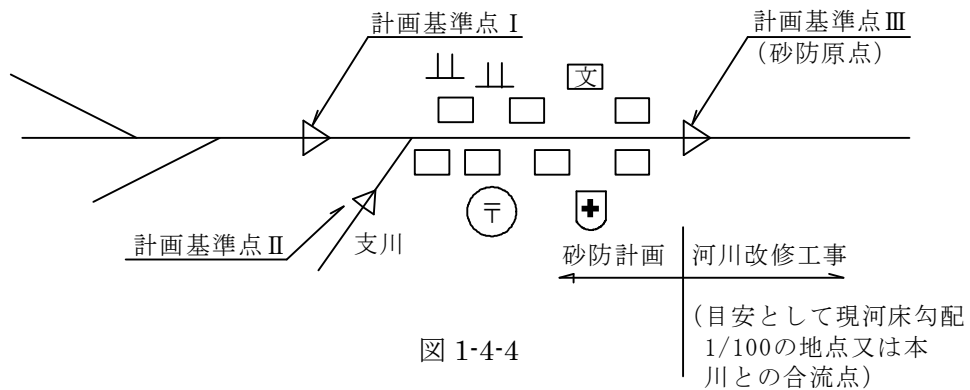 計画基準点Ⅰ
計画基準点Ⅲ
(砂防原点)
文
〒
計画基準点Ⅱ
支川
砂防計画
河川改修工事
(目安として現河床勾配
1/100の地点又は本
川との合流点)
図 1-4-4